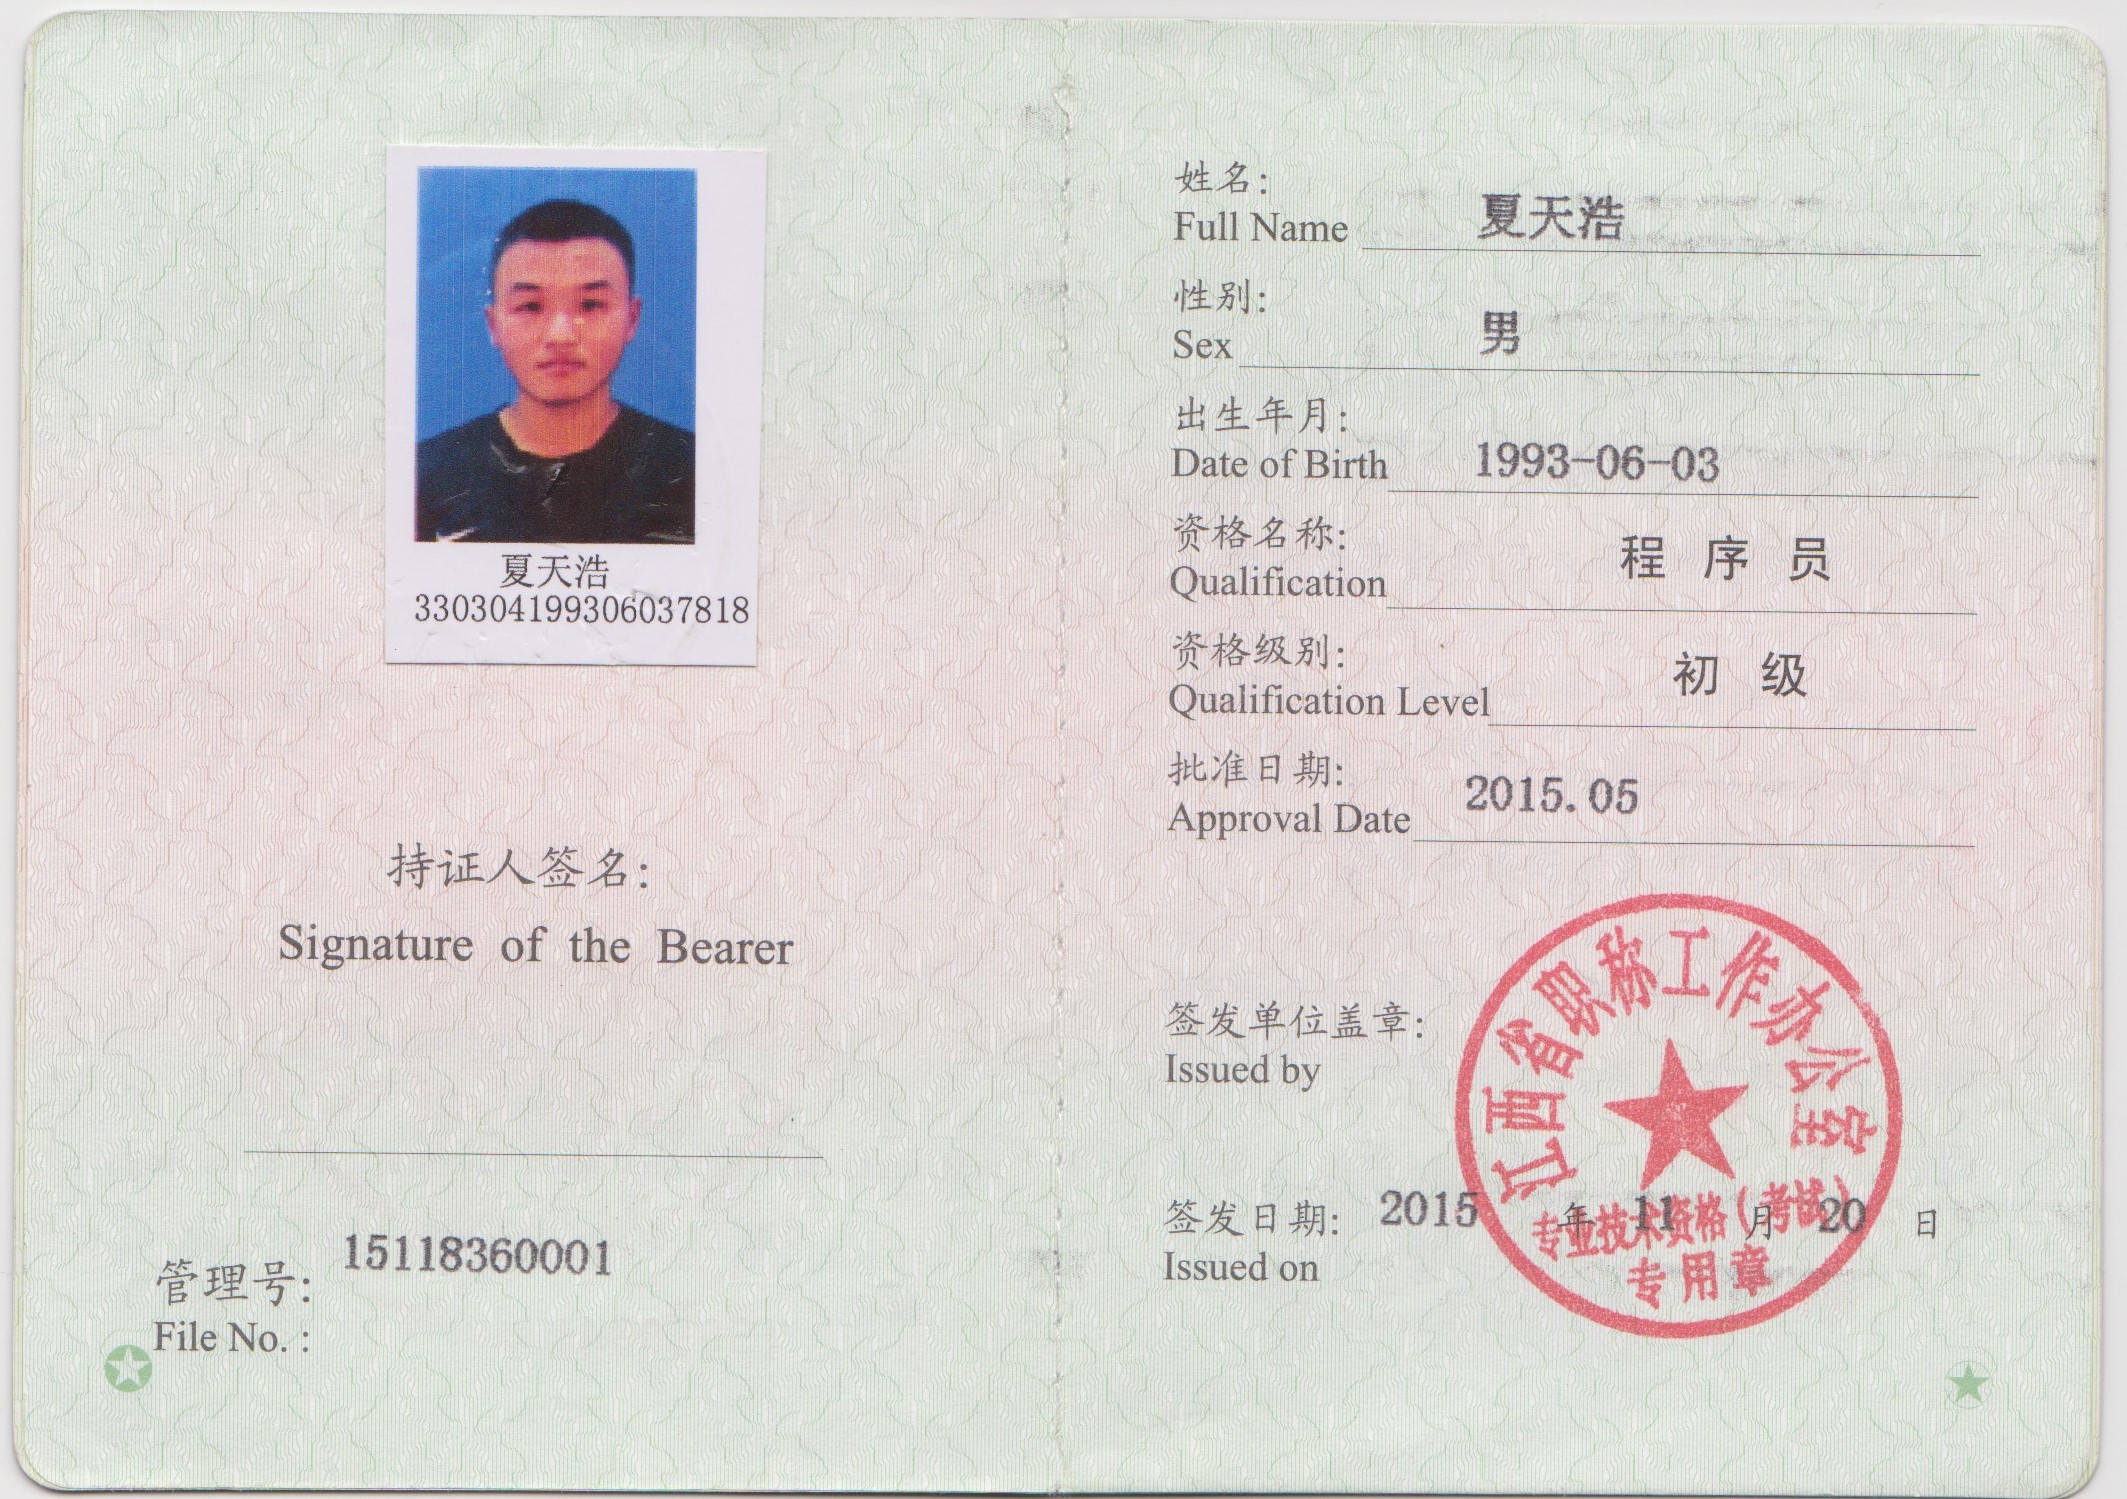 夏天浩
330304199306037818
持证人签名：
Signature of the Bearer
管理号：
File No. :
15118360001
姓名：
Full Name
夏天浩
性别：
Sex
男
出生年月：
Date of Birth
1993-06-03
资格名称：
Qualification
程序员
资格级别：
Qualification Level
初级
批准日期：
Approval Date
2015.05
签发单位盖章：
Issued by
江西省职称工作办公室
专业技术资格（考试）
专用章
签发日期： 2015 年 11 月 20 日
Issued on